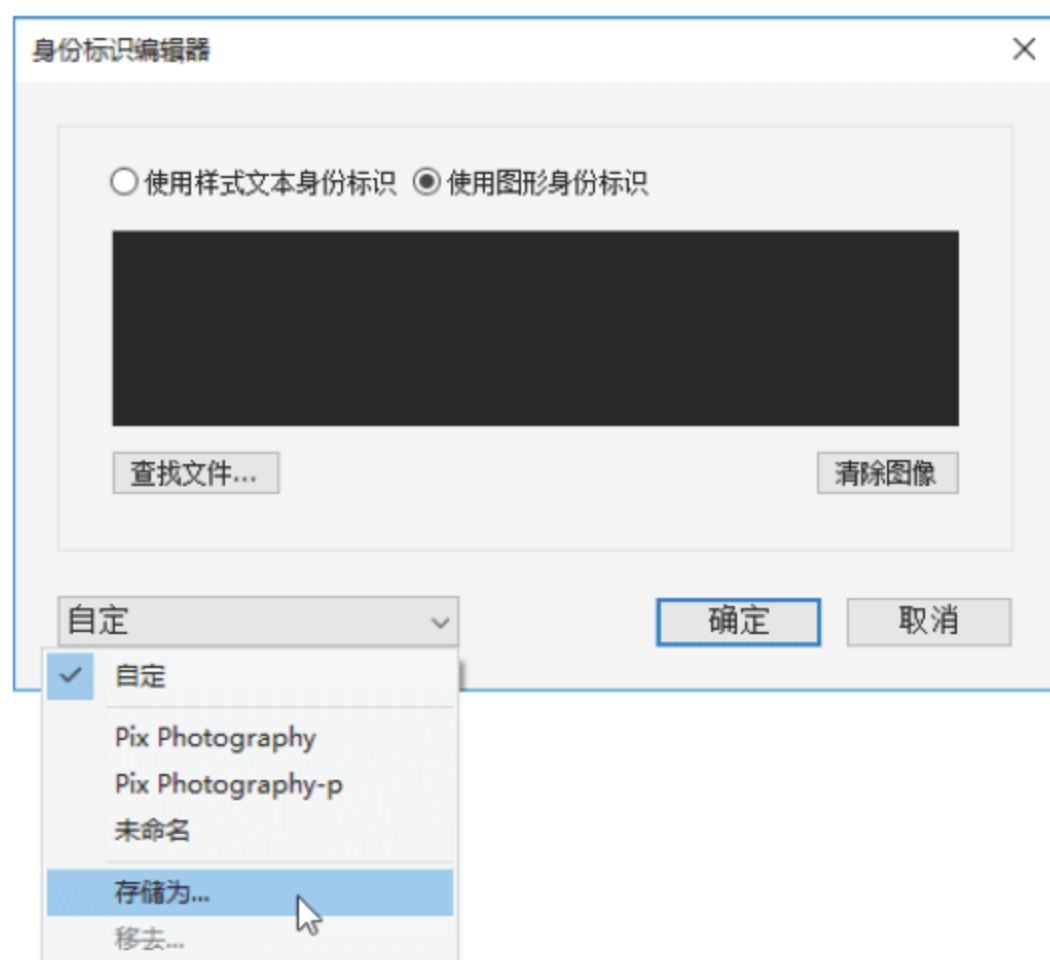 身份标识编辑器
使用样式文本身份标识 使用图形身份标识
查找文件... 清除图像
自定 确定 取消
自定
Pix Photography
Pix Photography-p
未命名
存储为...
移去...